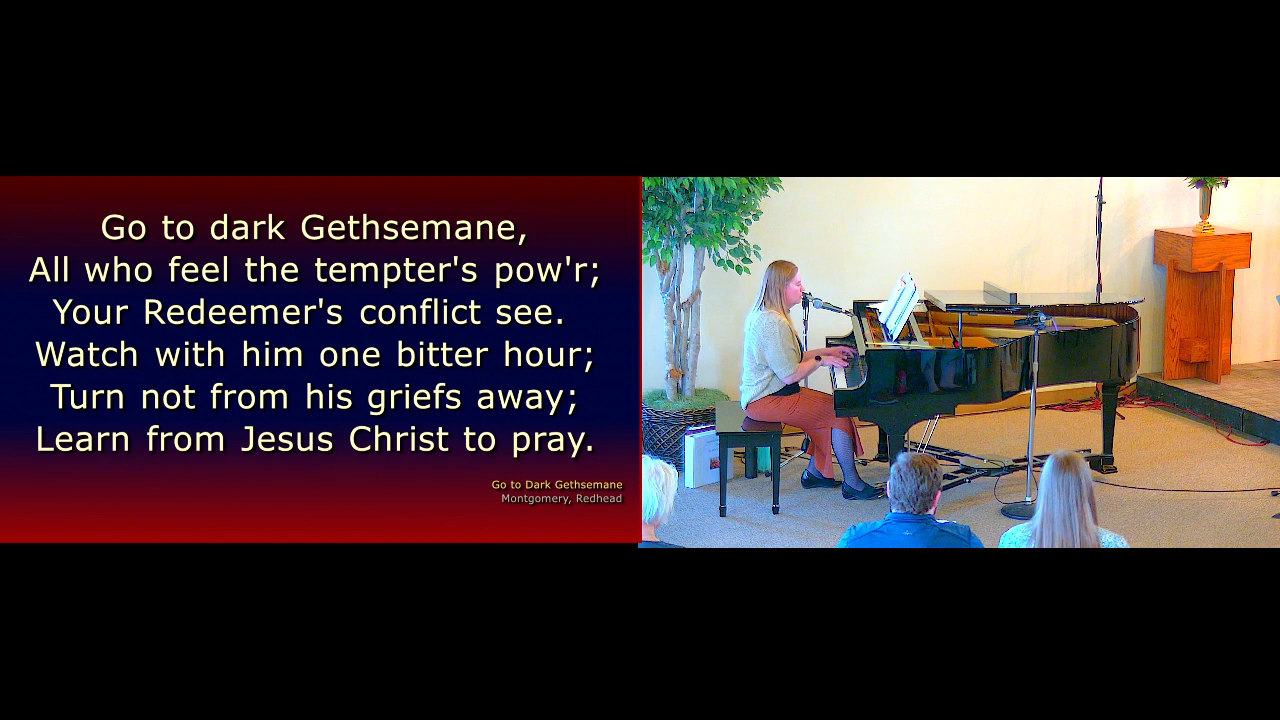 Go to dark Gethsemane,
All who feel the tempter's pow'r;
Your Redeemer's conflict see.
Watch with him one bitter hour;
Turn not from his griefs away;
Learn from Jesus Christ to pray.
Go to Dark Gethsemane
Montgomery, Redhead